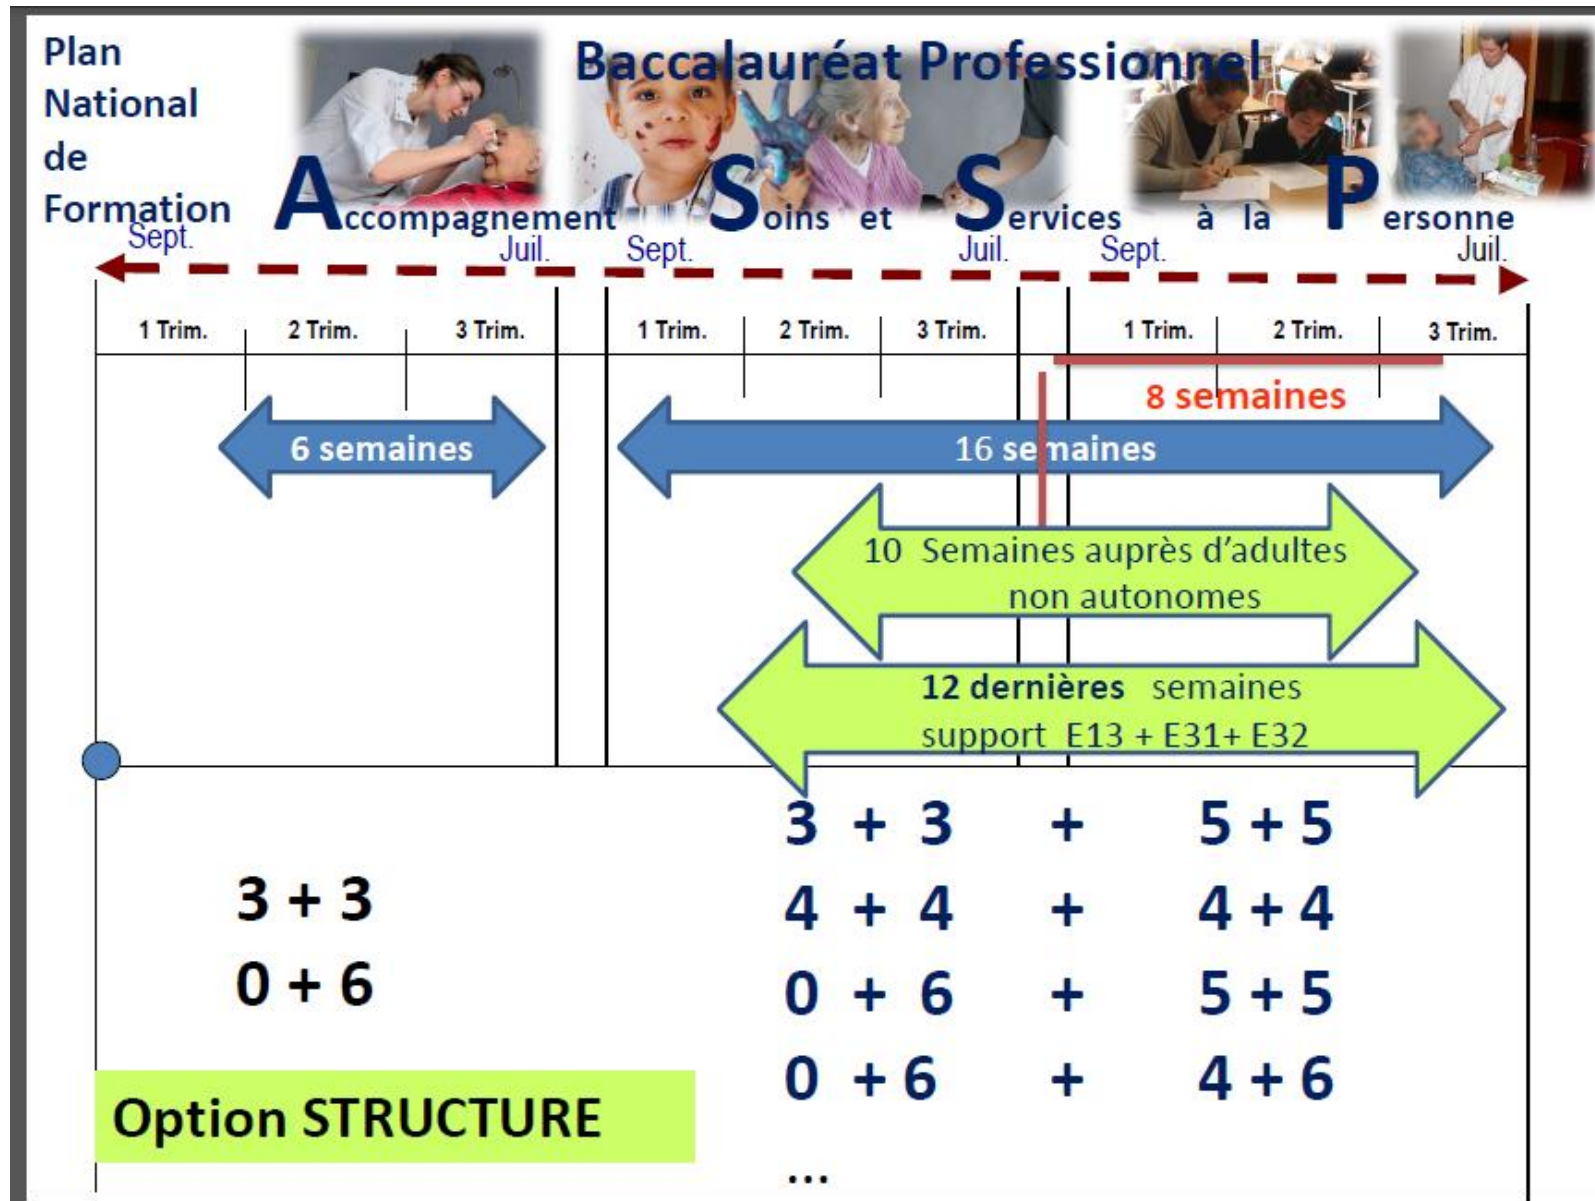 Plan
National
de
Formation
Baccalauréat Professionnel
Accompagnement Soins et Services à la Personne
Sept. Juil. Sept. Juil. Sept. Juil.
1 Trim. 2 Trim. 3 Trim. 1 Trim. 2 Trim. 3 Trim. 1 Trim. 2 Trim. 3 Trim.
8 semaines
6 semaines 16 semaines
10 Semaines auprès d’adultes
non autonomes
12 dernières semaines
support E13 + E31+ E32
3 + 3 + 5 + 5
3 + 3
4 + 4 + 4 + 4
0 + 6
0 + 6 + 5 + 5
0 + 6 + 4 + 6
Option STRUCTURE
...